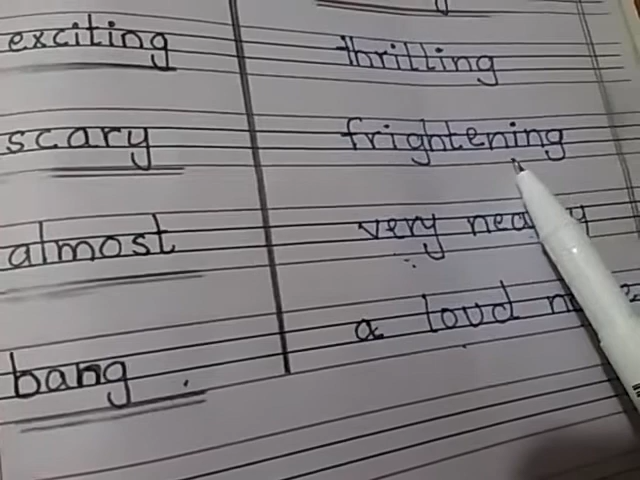 exciting thrilling
scary frightening
almost very
bang a loud